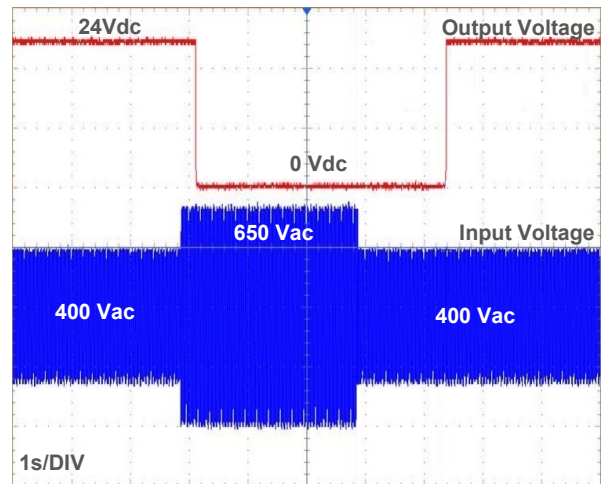 24Vdc
Output Voltage
0 Vdc
650 Vac
Input Voltage
400 Vac
400 Vac
1s/DIV